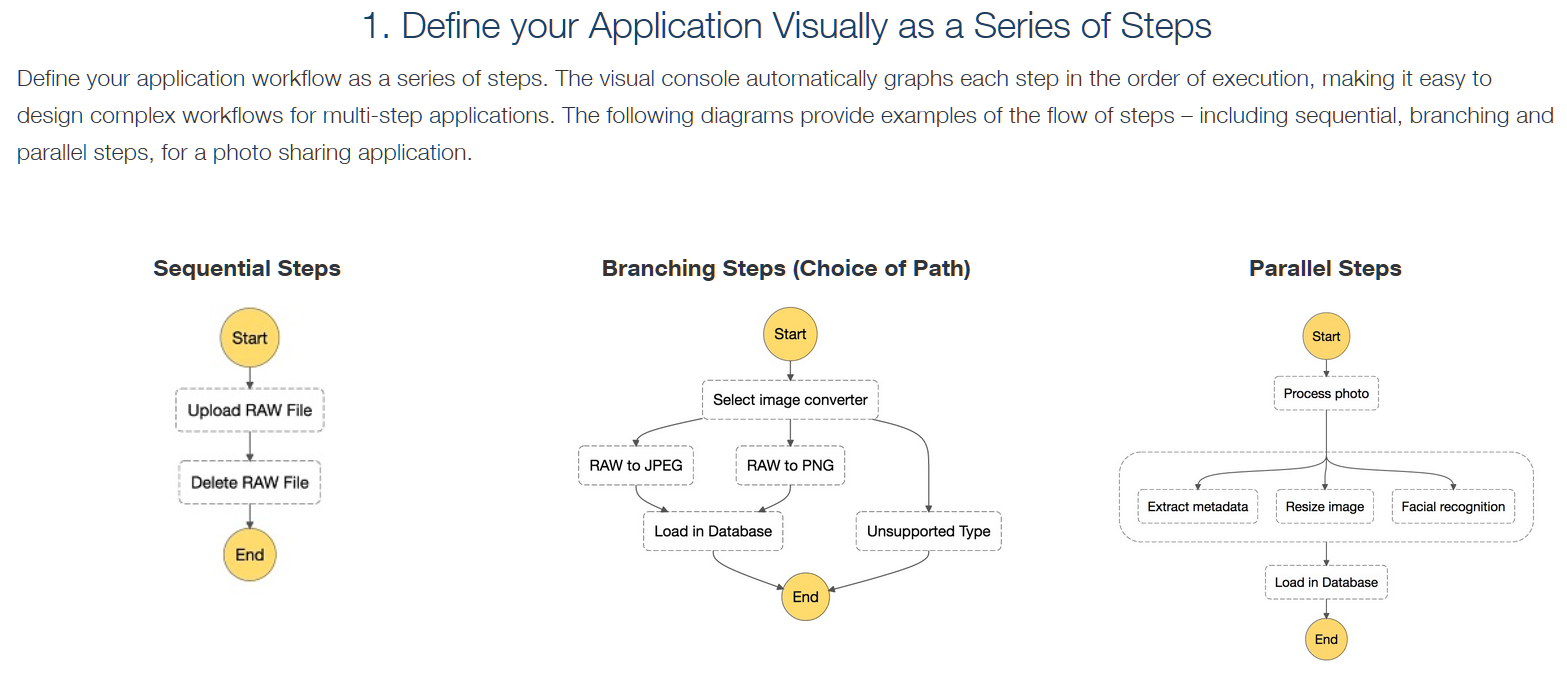 1. Define your Application Visually as a Series of Steps
Define your application workflow as a series of steps. The visual console automatically graphs each step in the order of execution, making it easy to
design complex workflows for multi-step applications. The following diagrams provide examples of the flow of steps – including sequential, branching and
parallel steps, for a photo sharing application.
Sequential Steps
Start
Upload RAW File
Delete RAW File
End
Branching Steps (Choice of Path)
Start
Select image converter
RAW to JPEG
RAW to PNG
Load in Database
Unsupported Type
End
Parallel Steps
Start
Process photo
Extract metadata
Resize image
Facial recognition
Load in Database
End